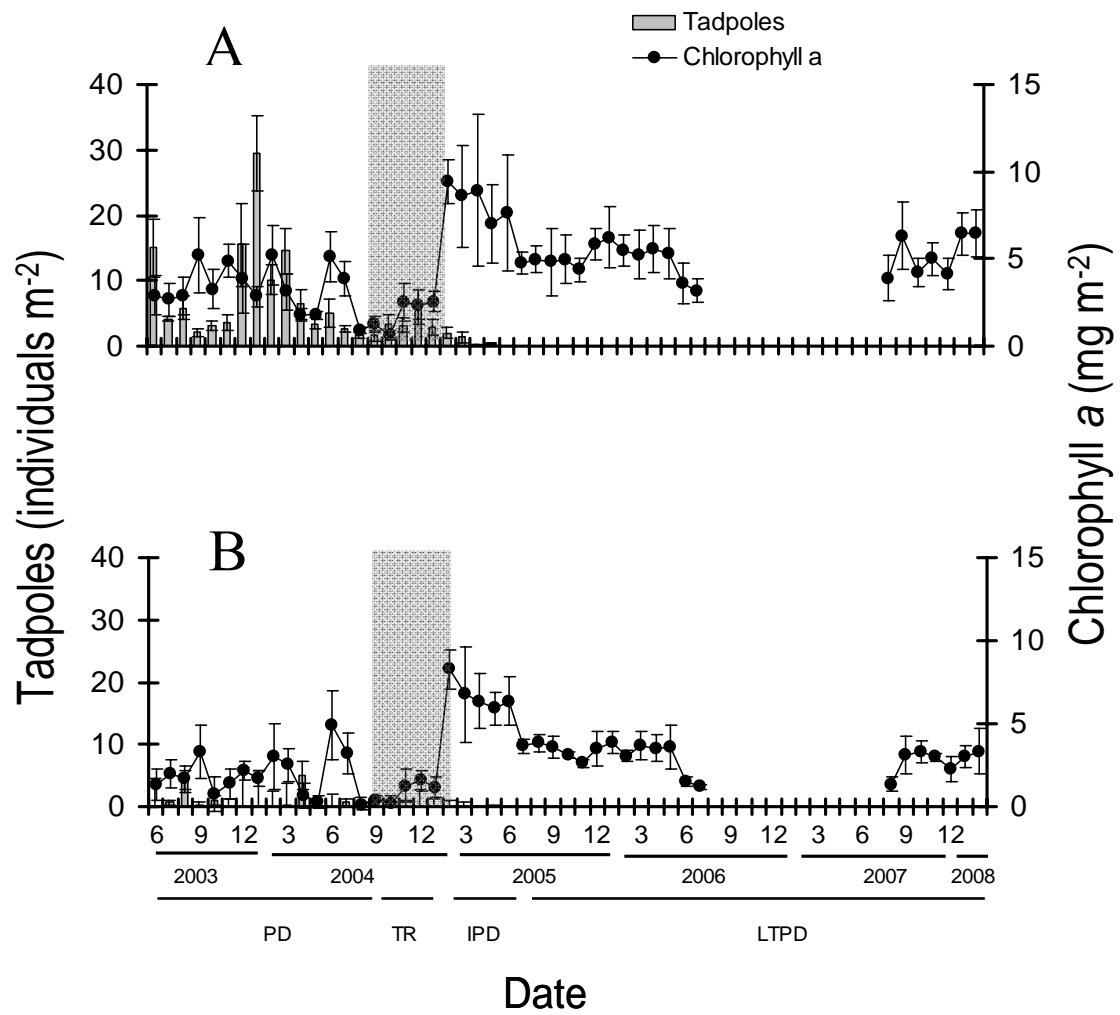 Tadpoles
Chlorophyll a
A
40
30
20
10
0
15
10
5
0
B
40
30
20
10
0
15
10
5
0
Tadpoles (individuals m-2)
Chlorophyll a (mg m-2)
6 9 12 3 6 9 12 3 6 9 12 3 6 9 12 3 6 9 12
2003 2004 2005 2006 2007 2008
PD TR IPD LTPD
Date